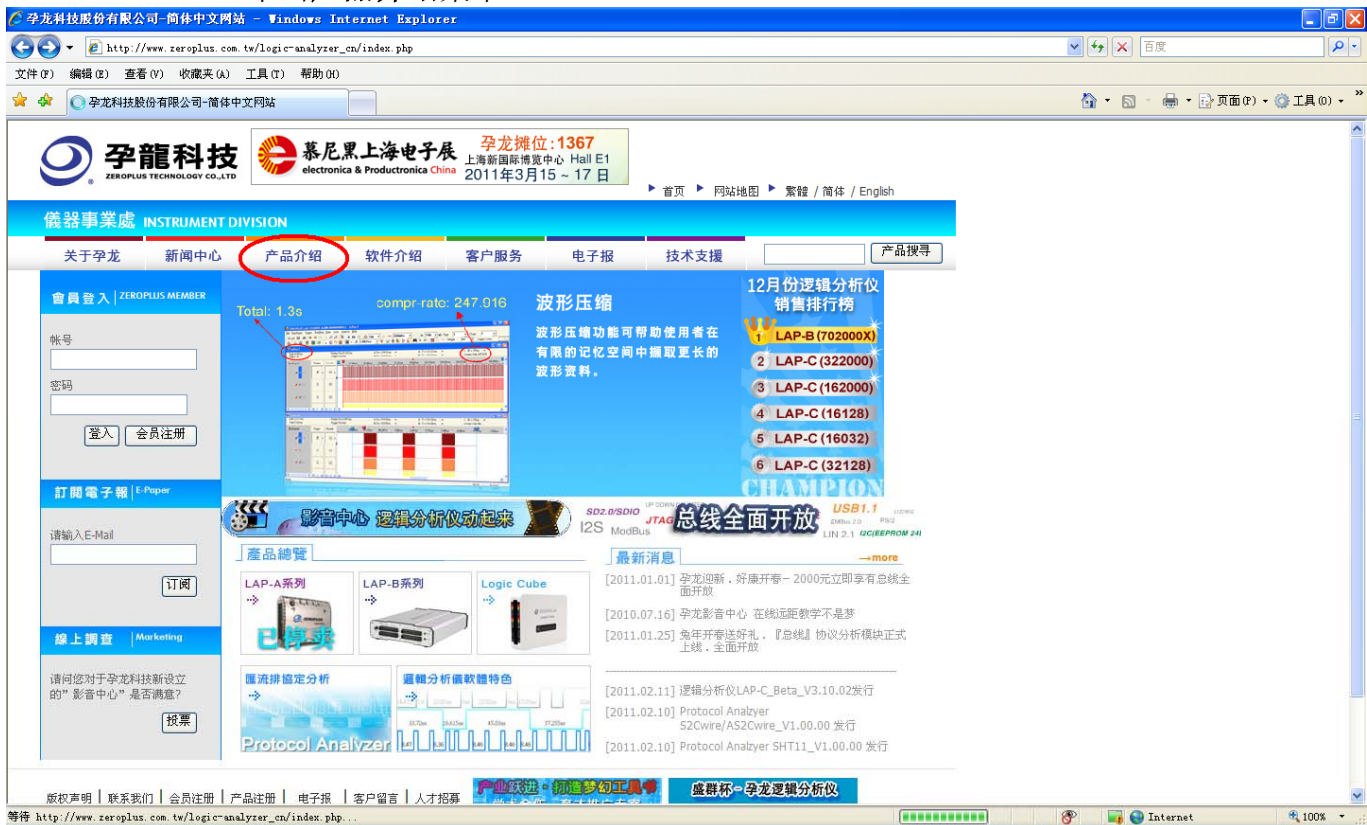 孕龙科技股份有限公司-简体中文网站 - Windows Internet Explorer
http://www.zeroplus.com.tw/logic-analyzer_cn/index.php
百度
文件(F) 编辑(E) 查看(V) 收藏夹(A) 工具(T) 帮助(H)
孕龙科技股份有限公司-简体中文网站
页面(P) 工具(O) »
孕龍科技
ZEROPLUS TECHNOLOGY CO.,LTD
慕尼黑上海电子展
electronica & Productronica China
孕龙摊位:1367
上海新国际博览中心 Hall E1
2011年3月15 ~ 17 日
首页 网站地图 繁體 / 简体 / English
儀器事業處 INSTRUMENT DIVISION
关于孕龙 新闻中心 产品介绍 软件介绍 客户服务 电子报 技术支援 产品搜寻
會員登入 ZEROPLUS MEMBER
帐号
密码
登入 会员注册
Total: 1.3s
compr-rate: 247.016
波形压缩
波形压缩功能可帮助使用者在
有限的记忆空间中撷取更长的
波形资料。
12月份逻辑分析仪
销售排行榜
1 LAP-B(702000X)
2 LAP-C(322000)
3 LAP-C(162000)
4 LAP-C(16128)
5 LAP-C(16032)
6 LAP-C(32128)
CHAMPION
訂閱電子報 E-Paper
请输入E-Mail
订阅
影音中心 逻辑分析仪动起来
SD2.0/SDIO
I2S ModBus
JTAG
总线全面开放
USB1.1
LIN 2.1 I2C(EEPROM 24)
產品總覽
LAP-A系列
已停卖
LAP-B系列
Logic Cube
匯流排協定分析
Protocol Analyzer
邏輯分析儀軟體特色
最新消息
→more
[2011.01.01] 孕龙迎新．好康开春－2000元立即享有总线全
面开放
[2010.07.16] 孕龙影音中心 在线远距教学不是梦
[2011.01.25] 兔年开春送好礼．『总线』协议分析模块正式
上线．全面开放
[2011.02.11] 逻辑分析仪LAP-C_Beta_V3.10.02发行
[2011.02.10] Protocol Analzyer
S2Cwire/AS2Cwire_V1.00.00 发行
[2011.02.10] Protocol Analzyer SHT11_V1.00.00 发行
線上調查 Marketing
请问您对于孕龙科技新设立
的"影音中心"是否满意？
投票
版权声明 | 联系我们 | 会员注册 | 产品注册 | 电子报 | 客户留言 | 人才招募
产业跃进·打造梦幻工具
盛群杯-孕龙逻辑分析仪
等待 http://www.zeroplus.com.tw/logic-analyzer_cn/index.php...
Internet
100%